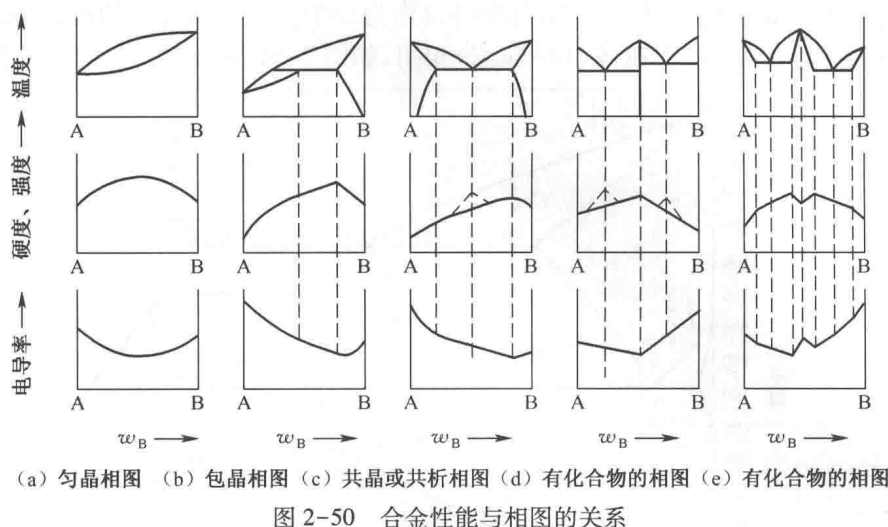 温度
A B A B A B A B A B
硬度、强度
A B A B A B A B A B
电导率
A B A B A B A B A B
w_B w_B w_B w_B w_B
(a) 匀晶相图 (b) 包晶相图 (c) 共晶或共析相图 (d) 有化合物的相图 (e) 有化合物的相图
图 2-50 合金性能与相图的关系